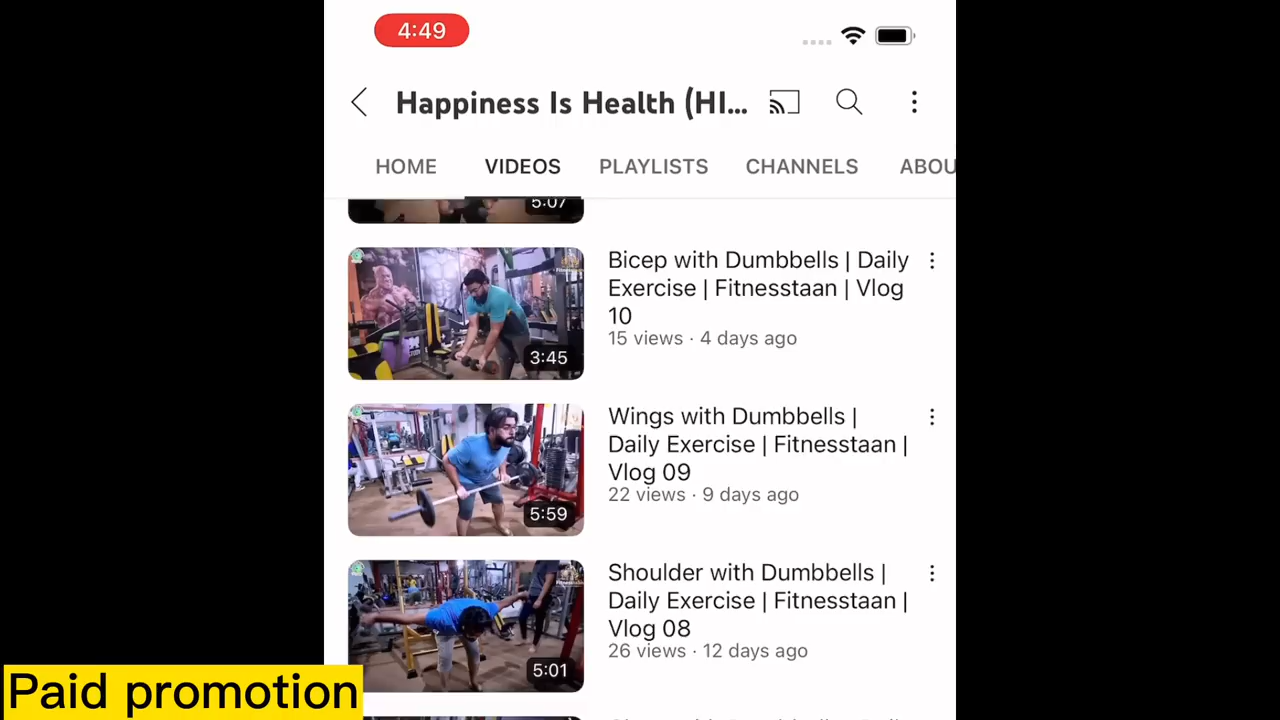 4:49
Happiness Is Health (HI...
HOME VIDEOS PLAYLISTS CHANNELS ABOU
5:07
Bicep with Dumbbells | Daily
Exercise | Fitnesstaan | Vlog
10
15 views · 4 days ago
3:45
Wings with Dumbbells |
Daily Exercise | Fitnesstaan |
Vlog 09
22 views · 9 days ago
5:59
Shoulder with Dumbbells |
Daily Exercise | Fitnesstaan |
Vlog 08
26 views · 12 days ago
5:01
Paid promotion